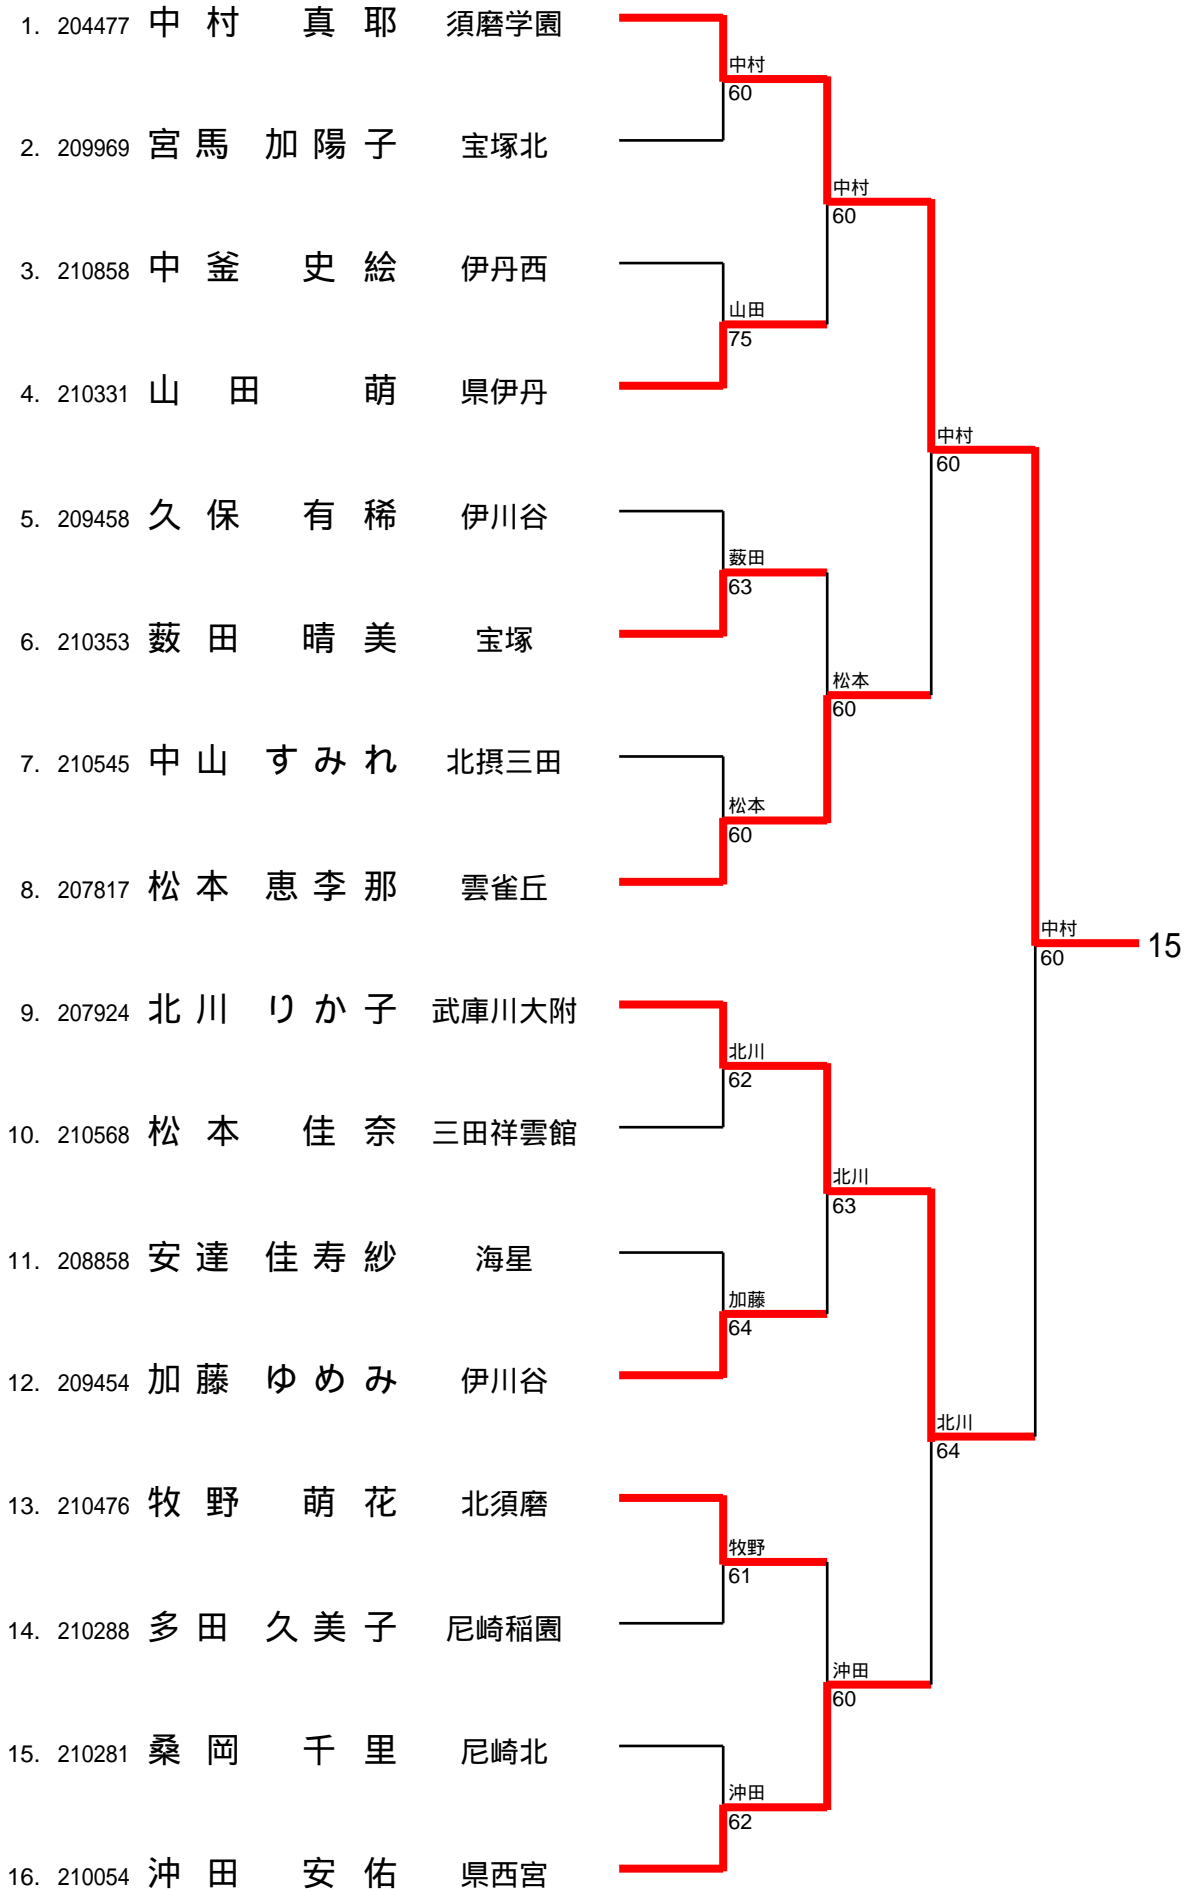 1. 204477 中村 真耶 須磨学園
中村
60
2. 209969 宮馬 加陽子 宝塚北
中村
60
3. 210858 中釜 史絵 伊丹西
山田
75
4. 210331 山田 萌 県伊丹
中村
60
5. 209458 久保 有稀 伊川谷
薮田
63
6. 210353 薮田 晴美 宝塚
松本
60
7. 210545 中山 すみれ 北摂三田
松本
60
8. 207817 松本 恵李那 雲雀丘
中村
60
15
9. 207924 北川 りか子 武庫川大附
北川
62
10. 210568 松本 佳奈 三田祥雲館
北川
63
11. 208858 安達 佳寿紗 海星
加藤
64
12. 209454 加藤 ゆめみ 伊川谷
北川
64
13. 210476 牧野 萌花 北須磨
牧野
61
14. 210288 多田 久美子 尼崎稲園
沖田
60
15. 210281 桑岡 千里 尼崎北
沖田
62
16. 210054 沖田 安佑 県西宮